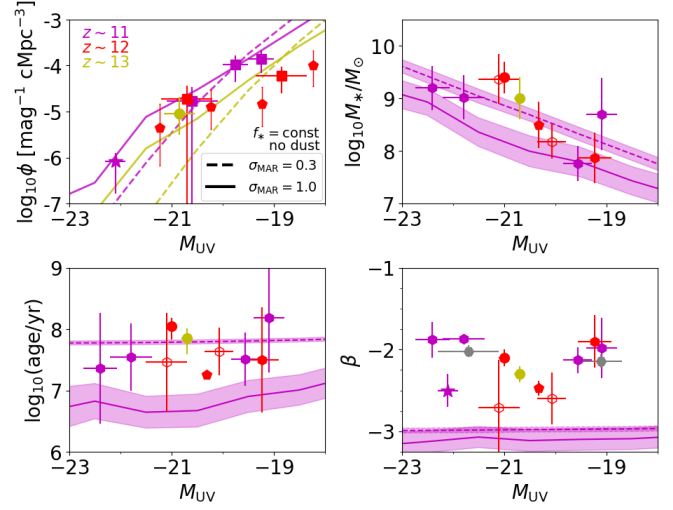 z ~ 11
z ~ 12
z ~ 13
f* = const
no dust
σMAR = 0.3
σMAR = 1.0
log10ϕ [mag−1 cMpc−3]
-3
-4
-5
-6
-7
−23 −21 −19
MUV
log10M*/M⊙
10
9
8
7
−23 −21 −19
MUV
log10(age/yr)
9
8
7
6
−23 −21 −19
MUV
β
−1
−2
−3
−23 −21 −19
MUV